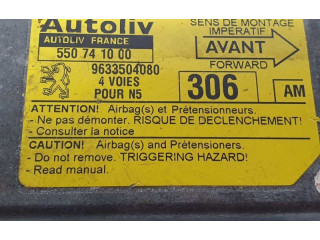 Autoliv
AUTOLIV FRANCE
550 74 10 00
9633504080
4 VOIES
POUR N5
SENS DE MONTAGE
IMPERATIF
AVANT
FORWARD
306
AM
ATTENTION! Airbag(s) et Prétensionneurs.
- Ne pas démonter. RISQUE DE DECLENCHEMENT!
- Consulter la notice
CAUTION! Airbag(s) and Pretensioners.
- Do not remove. TRIGGERING HAZARD!
- Read manual.